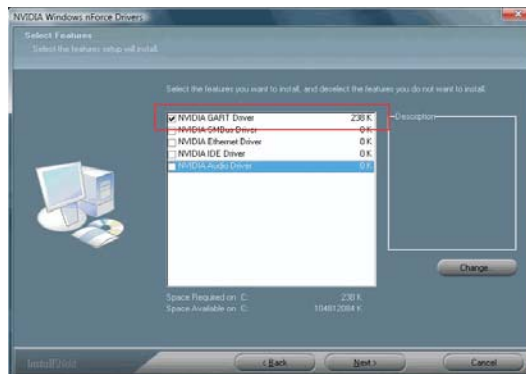 NVIDIA Windows nForce Drivers
Select Features
Select the features setup will install.
Select the features you want to install, and deselect the features you do not want to install.
NVIDIA GART Driver 238 K
NVIDIA SMBus Driver 0 K
NVIDIA Ethernet Driver 0 K
NVIDIA IDE Driver 0 K
NVIDIA Audio Driver 0 K
Description
Change...
Space Required on C: 238 K
Space Available on C: 104812084 K
InstallShield
< Back
Next >
Cancel